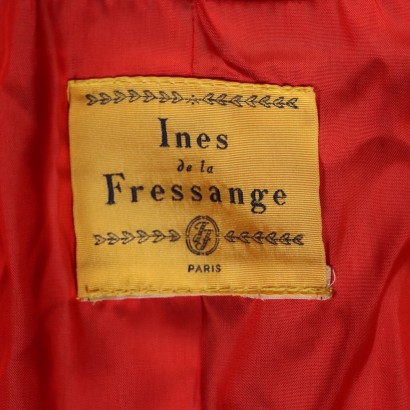 Ines
de la
Fressange
PARIS